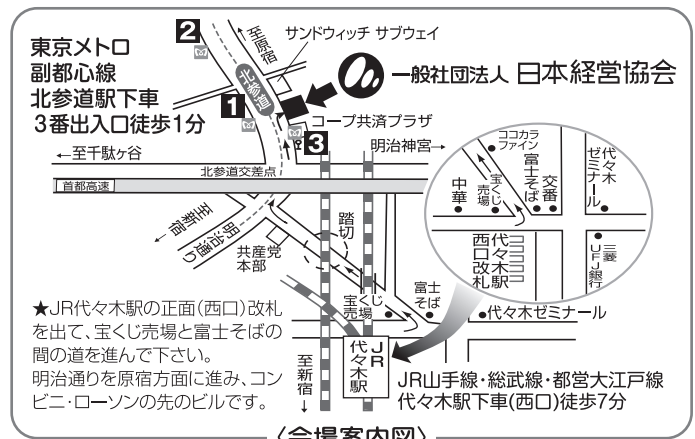 東京メトロ
副都心線
北参道駅下車
3番出入口徒歩1分
2
至原宿
サンドウィッチ サブウェイ
北参道
一般社団法人 日本経営協会
1
コープ共済プラザ
3
←至千駄ヶ谷
明治神宮→
北参道交差点
首都高速
至新宿
明治通り
共産党
本部
踏切
ココカラ
ファイン
代々木
ゼミナール
中華
宝くじ
売場
富士そば
交番
代々木駅
西口改札
三菱
UFJ銀行
宝くじ
売場
富士
そば
代々木ゼミナール
★JR代々木駅の正面(西口)改札
を出て、宝くじ売場と富士そばの
間の道を進んで下さい。
明治通りを原宿方面に進み、コン
ビニ・ローソンの先のビルです。
至新宿
↓
JR
代々木駅
JR山手線・総武線・都営大江戸線
代々木駅下車(西口)徒歩7分
〈会場案内図〉